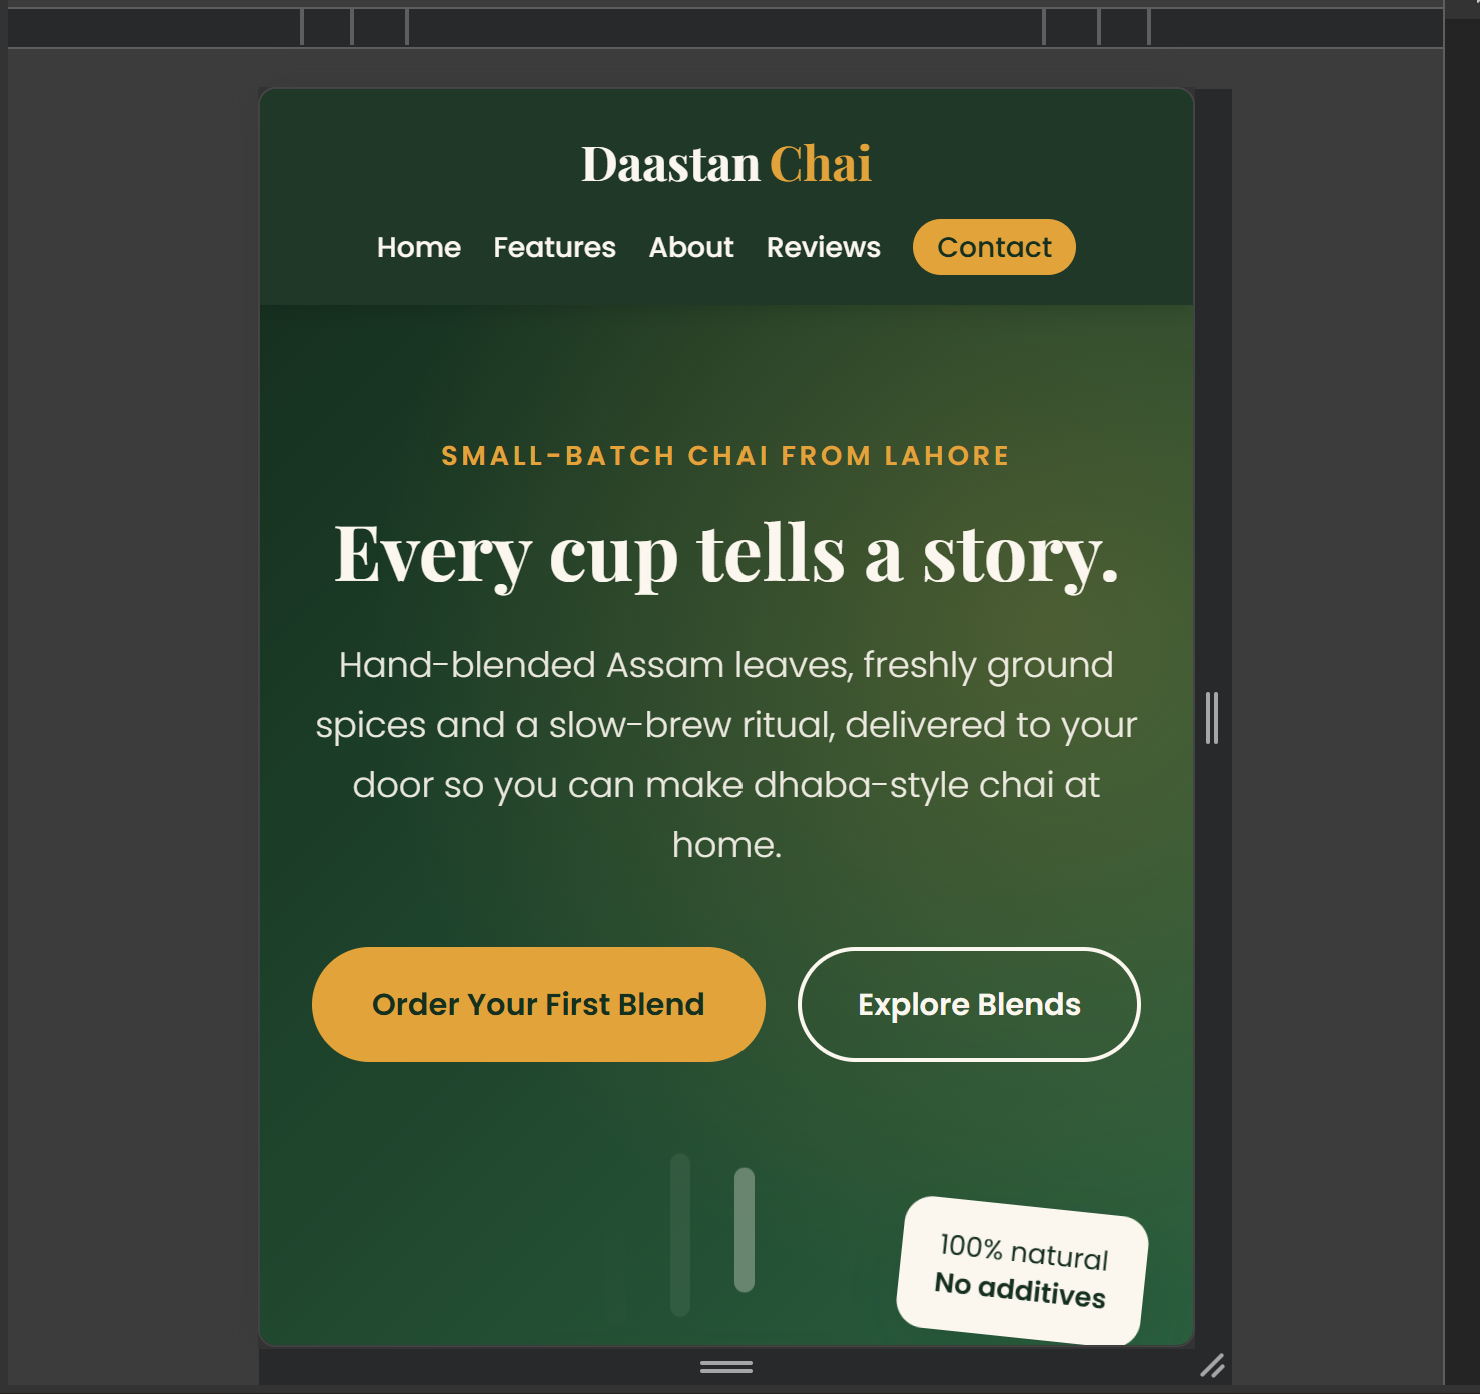 Daastan Chai
Home Features About Reviews Contact
SMALL-BATCH CHAI FROM LAHORE
Every cup tells a story.
Hand-blended Assam leaves, freshly ground
spices and a slow-brew ritual, delivered to your
door so you can make dhaba-style chai at
home.
Order Your First Blend Explore Blends
100% natural
No additives